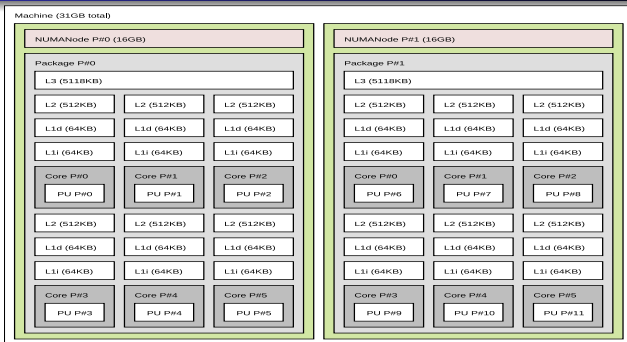 Machine (31GB total)
NUMANode P#0 (16GB)
Package P#0
L3 (5118KB)
L2 (512KB) L2 (512KB) L2 (512KB)
L1d (64KB) L1d (64KB) L1d (64KB)
L1i (64KB) L1i (64KB) L1i (64KB)
Core P#0 Core P#1 Core P#2
PU P#0 PU P#1 PU P#2
L2 (512KB) L2 (512KB) L2 (512KB)
L1d (64KB) L1d (64KB) L1d (64KB)
L1i (64KB) L1i (64KB) L1i (64KB)
Core P#3 Core P#4 Core P#5
PU P#3 PU P#4 PU P#5
NUMANode P#1 (16GB)
Package P#1
L3 (5118KB)
L2 (512KB) L2 (512KB) L2 (512KB)
L1d (64KB) L1d (64KB) L1d (64KB)
L1i (64KB) L1i (64KB) L1i (64KB)
Core P#0 Core P#1 Core P#2
PU P#6 PU P#7 PU P#8
L2 (512KB) L2 (512KB) L2 (512KB)
L1d (64KB) L1d (64KB) L1d (64KB)
L1i (64KB) L1i (64KB) L1i (64KB)
Core P#3 Core P#4 Core P#5
PU P#9 PU P#10 PU P#11